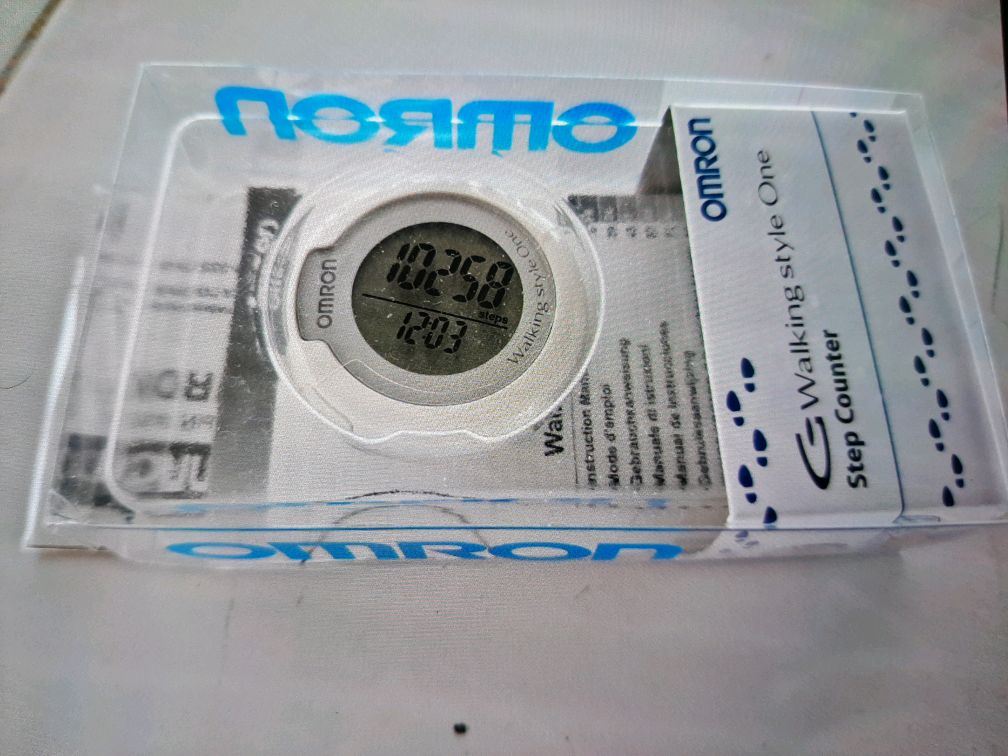 OMRON
OMRON
10258
steps
12:03
Walking style One
OMRON
Walking style One
Step Counter
Instruction Man
Mode d'emploi
Gebrauchsanweisung
Manuale di istruzioni
Manual de instrucciones
Gebruiksaanwijzing
OMRON